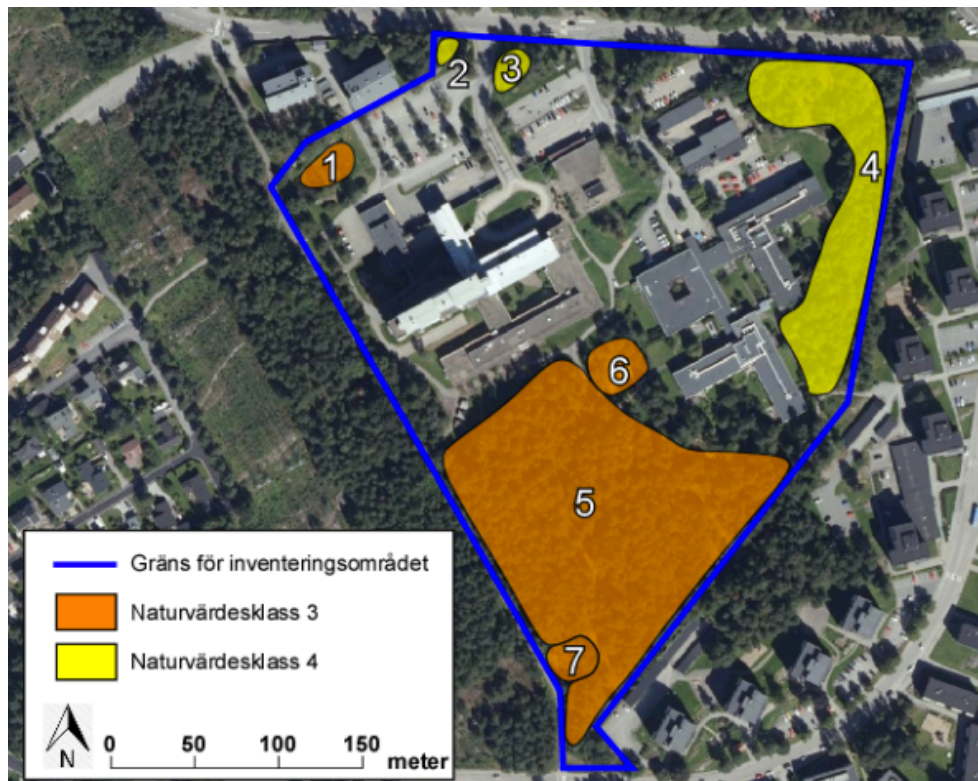 2
3
1
4
6
5
7
Gräns för inventeringsområdet
Naturvärdesklass 3
Naturvärdesklass 4
N
0 50 100 150
meter